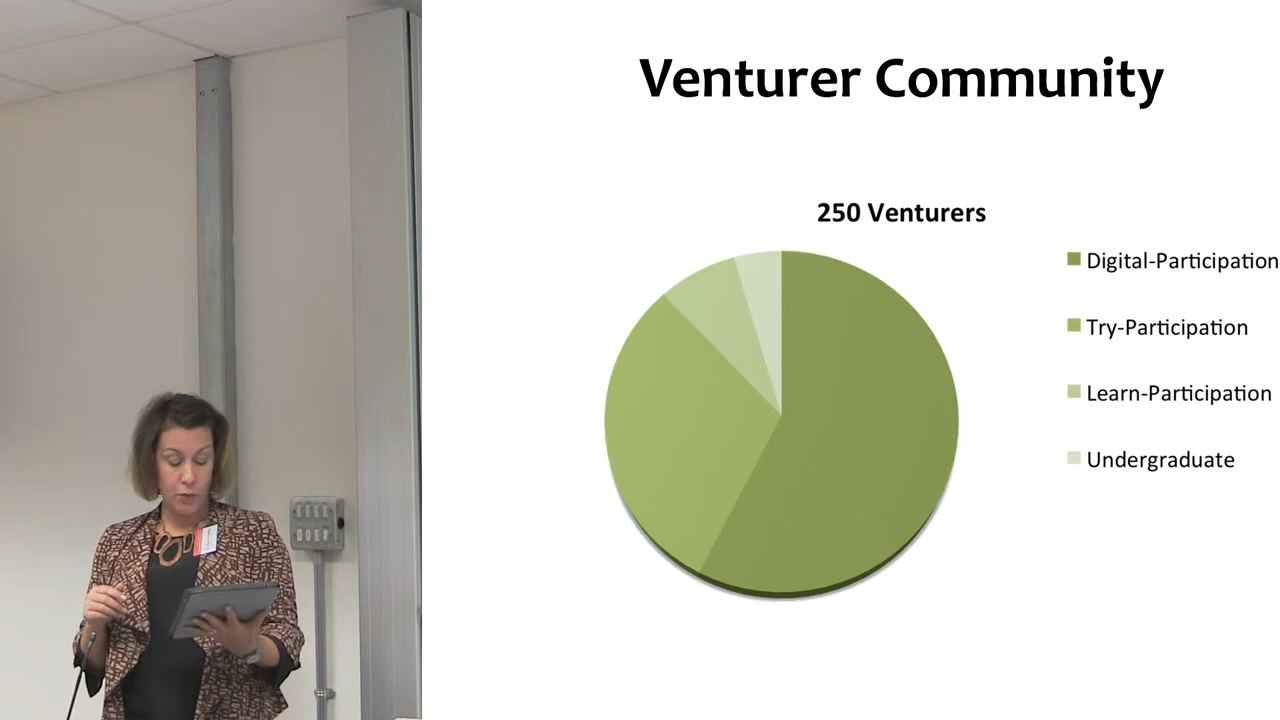 Venturer Community
250 Venturers
Digital-Participation
Try-Participation
Learn-Participation
Undergraduate